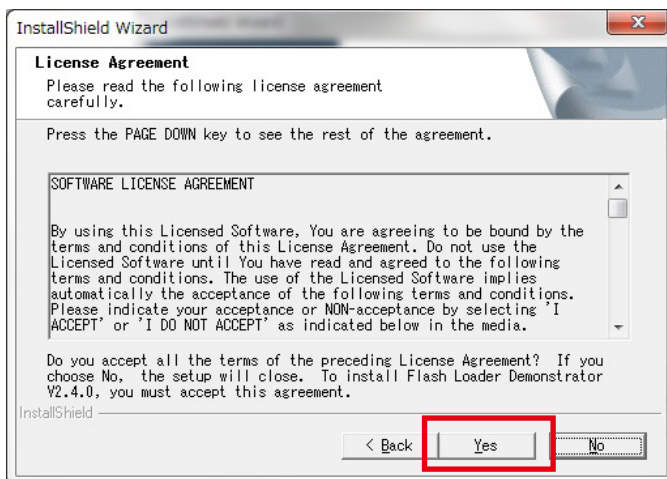 InstallShield Wizard
License Agreement
Please read the following license agreement
carefully.
Press the PAGE DOWN key to see the rest of the agreement.
SOFTWARE LICENSE AGREEMENT
By using this Licensed Software, You are agreeing to be bound by the
terms and conditions of this License Agreement. Do not use the
Licensed Software until You have read and agreed to the following
terms and conditions. The use of the Licensed Software implies
automatically the acceptance of the following terms and conditions.
Please indicate your acceptance or NON-acceptance by selecting 'I
ACCEPT' or 'I DO NOT ACCEPT' as indicated below in the media.
Do you accept all the terms of the preceding License Agreement?  If you
choose No,  the setup will close.  To install Flash Loader Demonstrator
V2.4.0, you must accept this agreement.
InstallShield
< Back
Yes
No